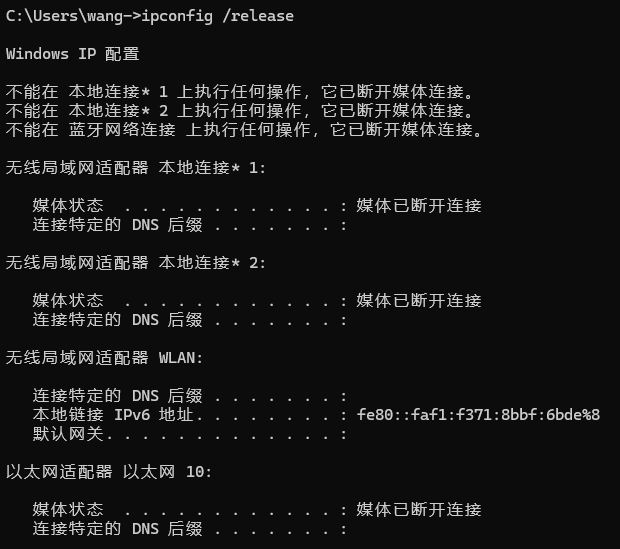 C:\Users\wang->ipconfig /release
Windows IP 配置
不能在 本地连接* 1 上执行任何操作，它已断开媒体连接。
不能在 本地连接* 2 上执行任何操作，它已断开媒体连接。
不能在 蓝牙网络连接 上执行任何操作，它已断开媒体连接。
无线局域网适配器 本地连接* 1:
媒体状态  . . . . . . . . . . . . : 媒体已断开连接
连接特定的 DNS 后缀 . . . . . . . :
无线局域网适配器 本地连接* 2:
媒体状态  . . . . . . . . . . . . : 媒体已断开连接
连接特定的 DNS 后缀 . . . . . . . :
无线局域网适配器 WLAN:
连接特定的 DNS 后缀 . . . . . . . :
本地链接 IPv6 地址. . . . . . . . : fe80::faf1:f371:8bbf:6bde%8
默认网关. . . . . . . . . . . . . :
以太网适配器 以太网 10:
媒体状态  . . . . . . . . . . . . : 媒体已断开连接
连接特定的 DNS 后缀 . . . . . . . :